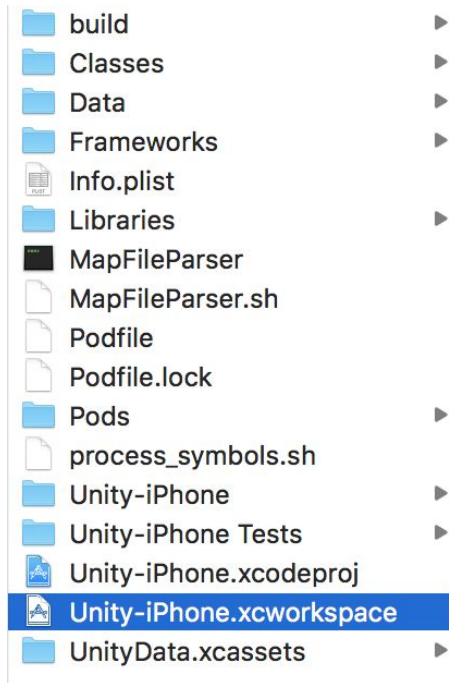 build
Classes
Data
Frameworks
Info.plist
Libraries
MapFileParser
MapFileParser.sh
Podfile
Podfile.lock
Pods
process_symbols.sh
Unity-iPhone
Unity-iPhone Tests
Unity-iPhone.xcodeproj
Unity-iPhone.xcworkspace
UnityData.xcassets